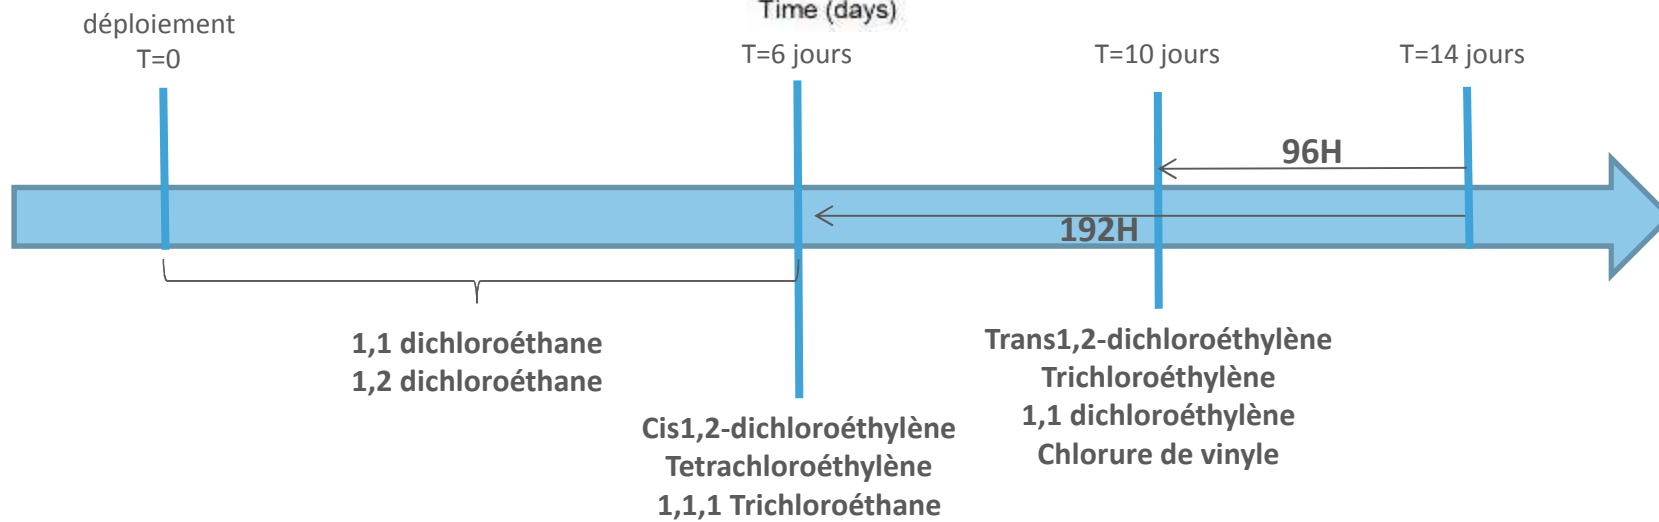 Time (days)
déploiement
T=0
T=6 jours
T=10 jours
T=14 jours
96H
192H
1,1 dichloroéthane
1,2 dichloroéthane
Cis1,2-dichloroéthylène
Tetrachloroéthylène
1,1,1 Trichloroéthane
Trans1,2-dichloroéthylène
Trichloroéthylène
1,1 dichloroéthylène
Chlorure de vinyle